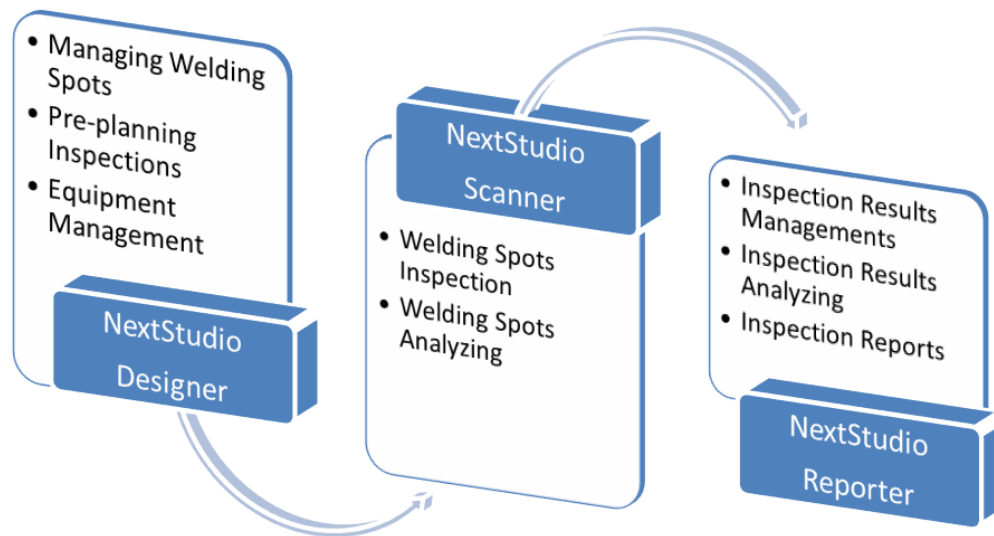 • Managing Welding
Spots
• Pre-planning
Inspections
• Equipment
Management
NextStudio
Designer
NextStudio
Scanner
• Welding Spots
Inspection
• Welding Spots
Analyzing
• Inspection Results
Managements
• Inspection Results
Analyzing
• Inspection Reports
NextStudio
Reporter